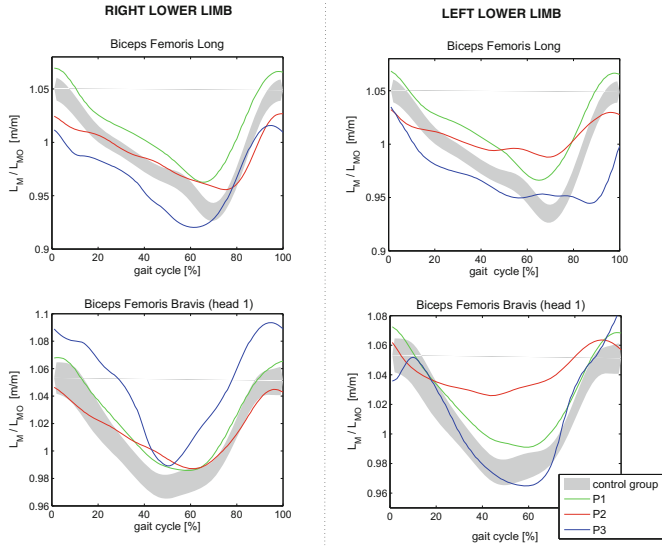 RIGHT LOWER LIMB
LEFT LOWER LIMB
Biceps Femoris Long
1.05
1
0.95
0.9
L_M / L_MO [m/m]
0 20 40 60 80 100
gait cycle [%]
Biceps Femoris Long
1.05
1
0.95
0.9
L_M / L_MO [m/m]
0 20 40 60 80 100
gait cycle [%]
Biceps Femoris Bravis (head 1)
1.1
1.08
1.06
1.04
1.02
1
0.98
0.96
L_M / L_MO [m/m]
0 20 40 60 80 100
gait cycle [%]
Biceps Femoris Bravis (head 1)
1.08
1.06
1.04
1.02
1
0.98
0.96
L_M / L_MO [m/m]
0 20 40 60
gait cycle [%]
control group
P1
P2
P3